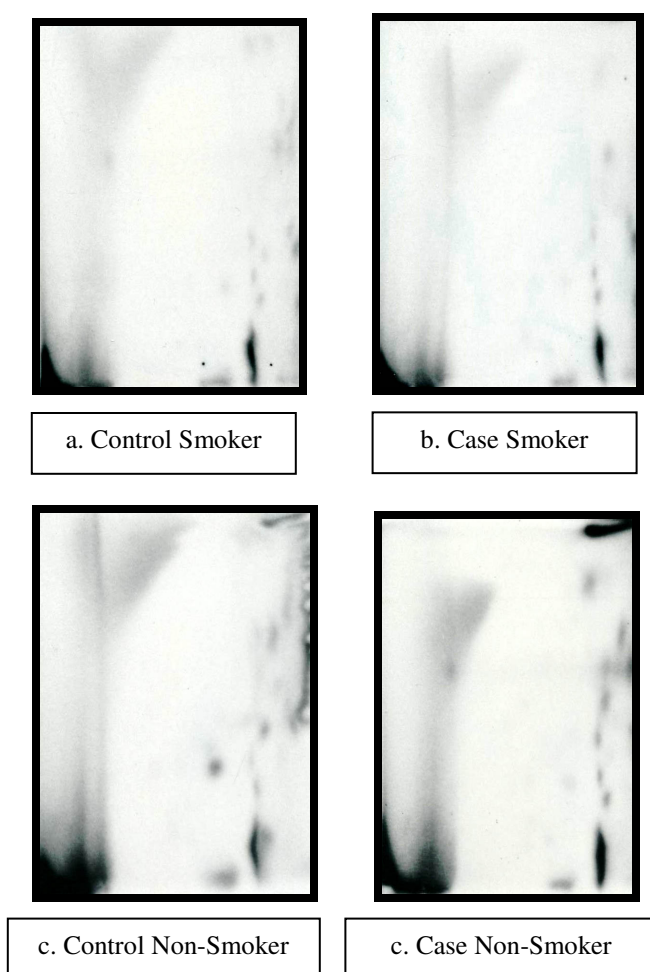 a. Control Smoker
b. Case Smoker
c. Control Non-Smoker
c. Case Non-Smoker